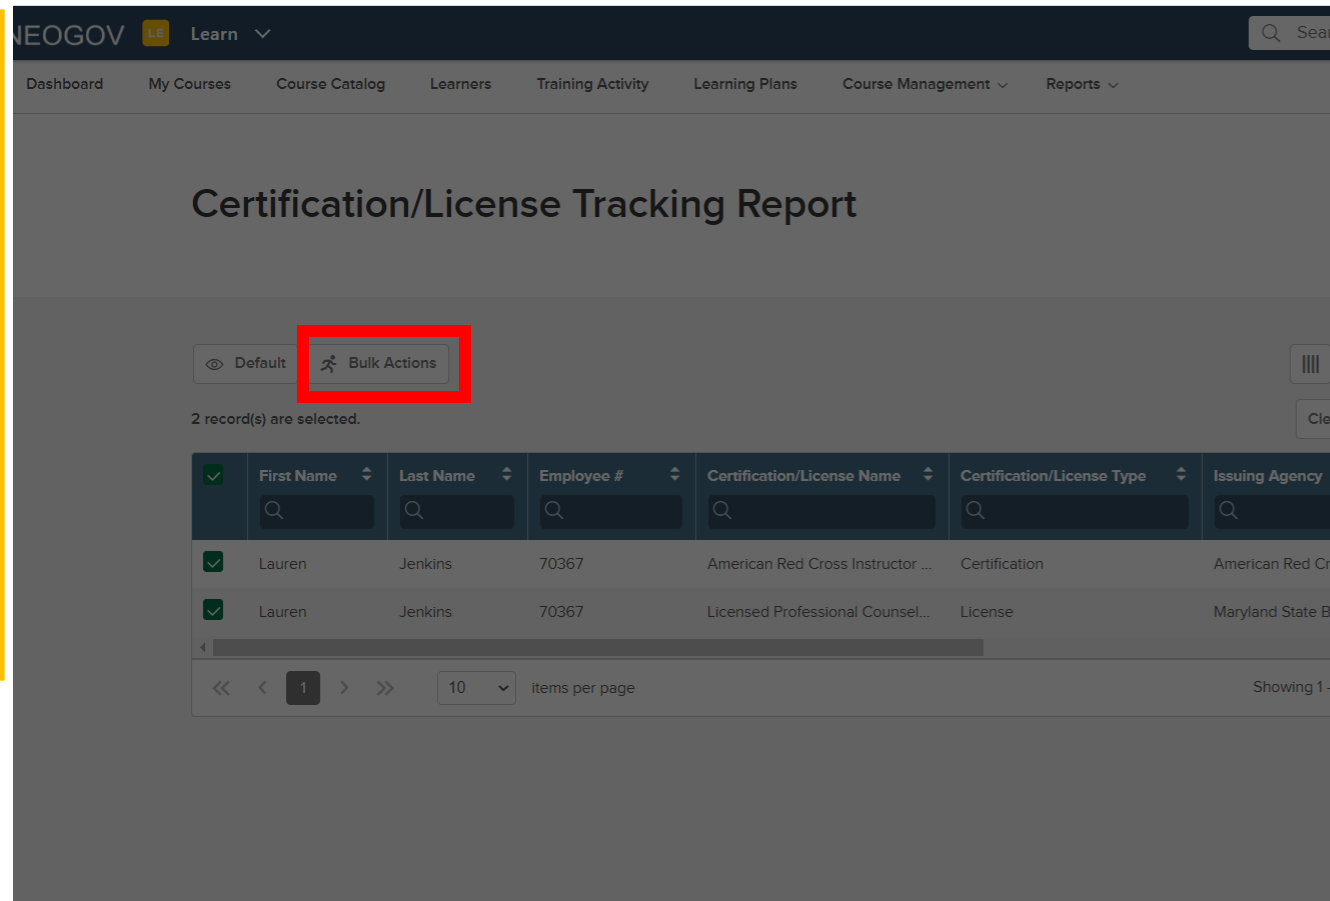 NEOGOV LE Learn Sear
Dashboard My Courses Course Catalog Learners Training Activity Learning Plans Course Management Reports
Certification/License Tracking Report
Default Bulk Actions
2 record(s) are selected.
Cle
First Name Last Name Employee # Certification/License Name Certification/License Type Issuing Agency
Lauren Jenkins 70367 American Red Cross Instructor ... Certification American Red Cr
Lauren Jenkins 70367 Licensed Professional Counsel... License Maryland State B
1 10 items per page Showing 1 -